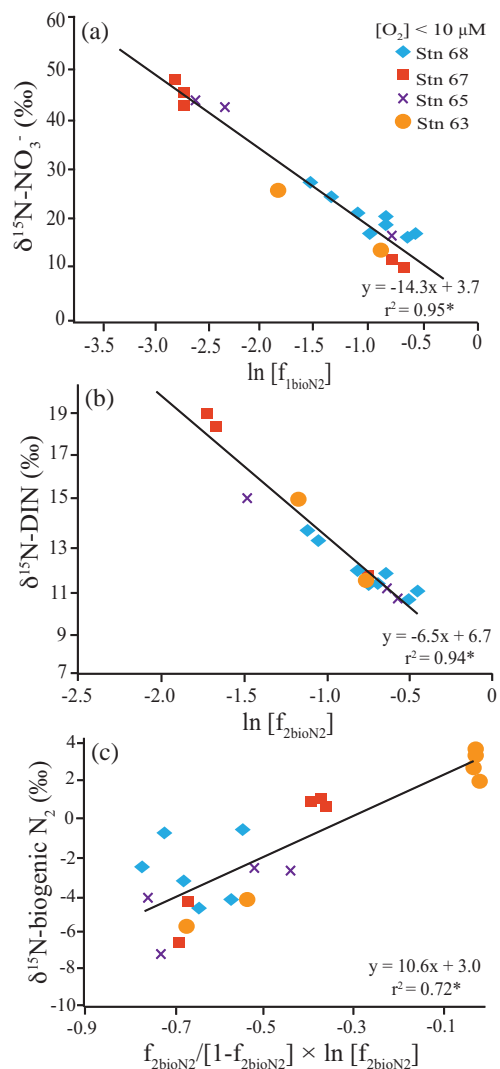 (a)
[O₂] < 10 μM
Stn 68
Stn 67
Stn 65
Stn 63
60
50
40
30
20
10
0
δ¹⁵N-NO₃⁻ (‰)
y = -14.3x + 3.7
r² = 0.95*
-3.5 -3.0 -2.5 -2.0 -1.5 -1.0 -0.5 0.0
ln [f₁bioN2]
(b)
19
17
15
13
11
9
7
δ¹⁵N-DIN (‰)
y = -6.5x + 6.7
r² = 0.94*
-2.5 -2.0 -1.5 -1.0 -0.5 0
ln [f₂bioN2]
(c)
4
2
0
-2
-4
-6
-8
-10
δ¹⁵N-biogenic N₂ (‰)
y = 10.6x + 3.0
r² = 0.72*
-0.9 -0.7 -0.5 -0.3 -0.1
f₂bioN2/[1-f₂bioN2] × ln [f₂bioN2]